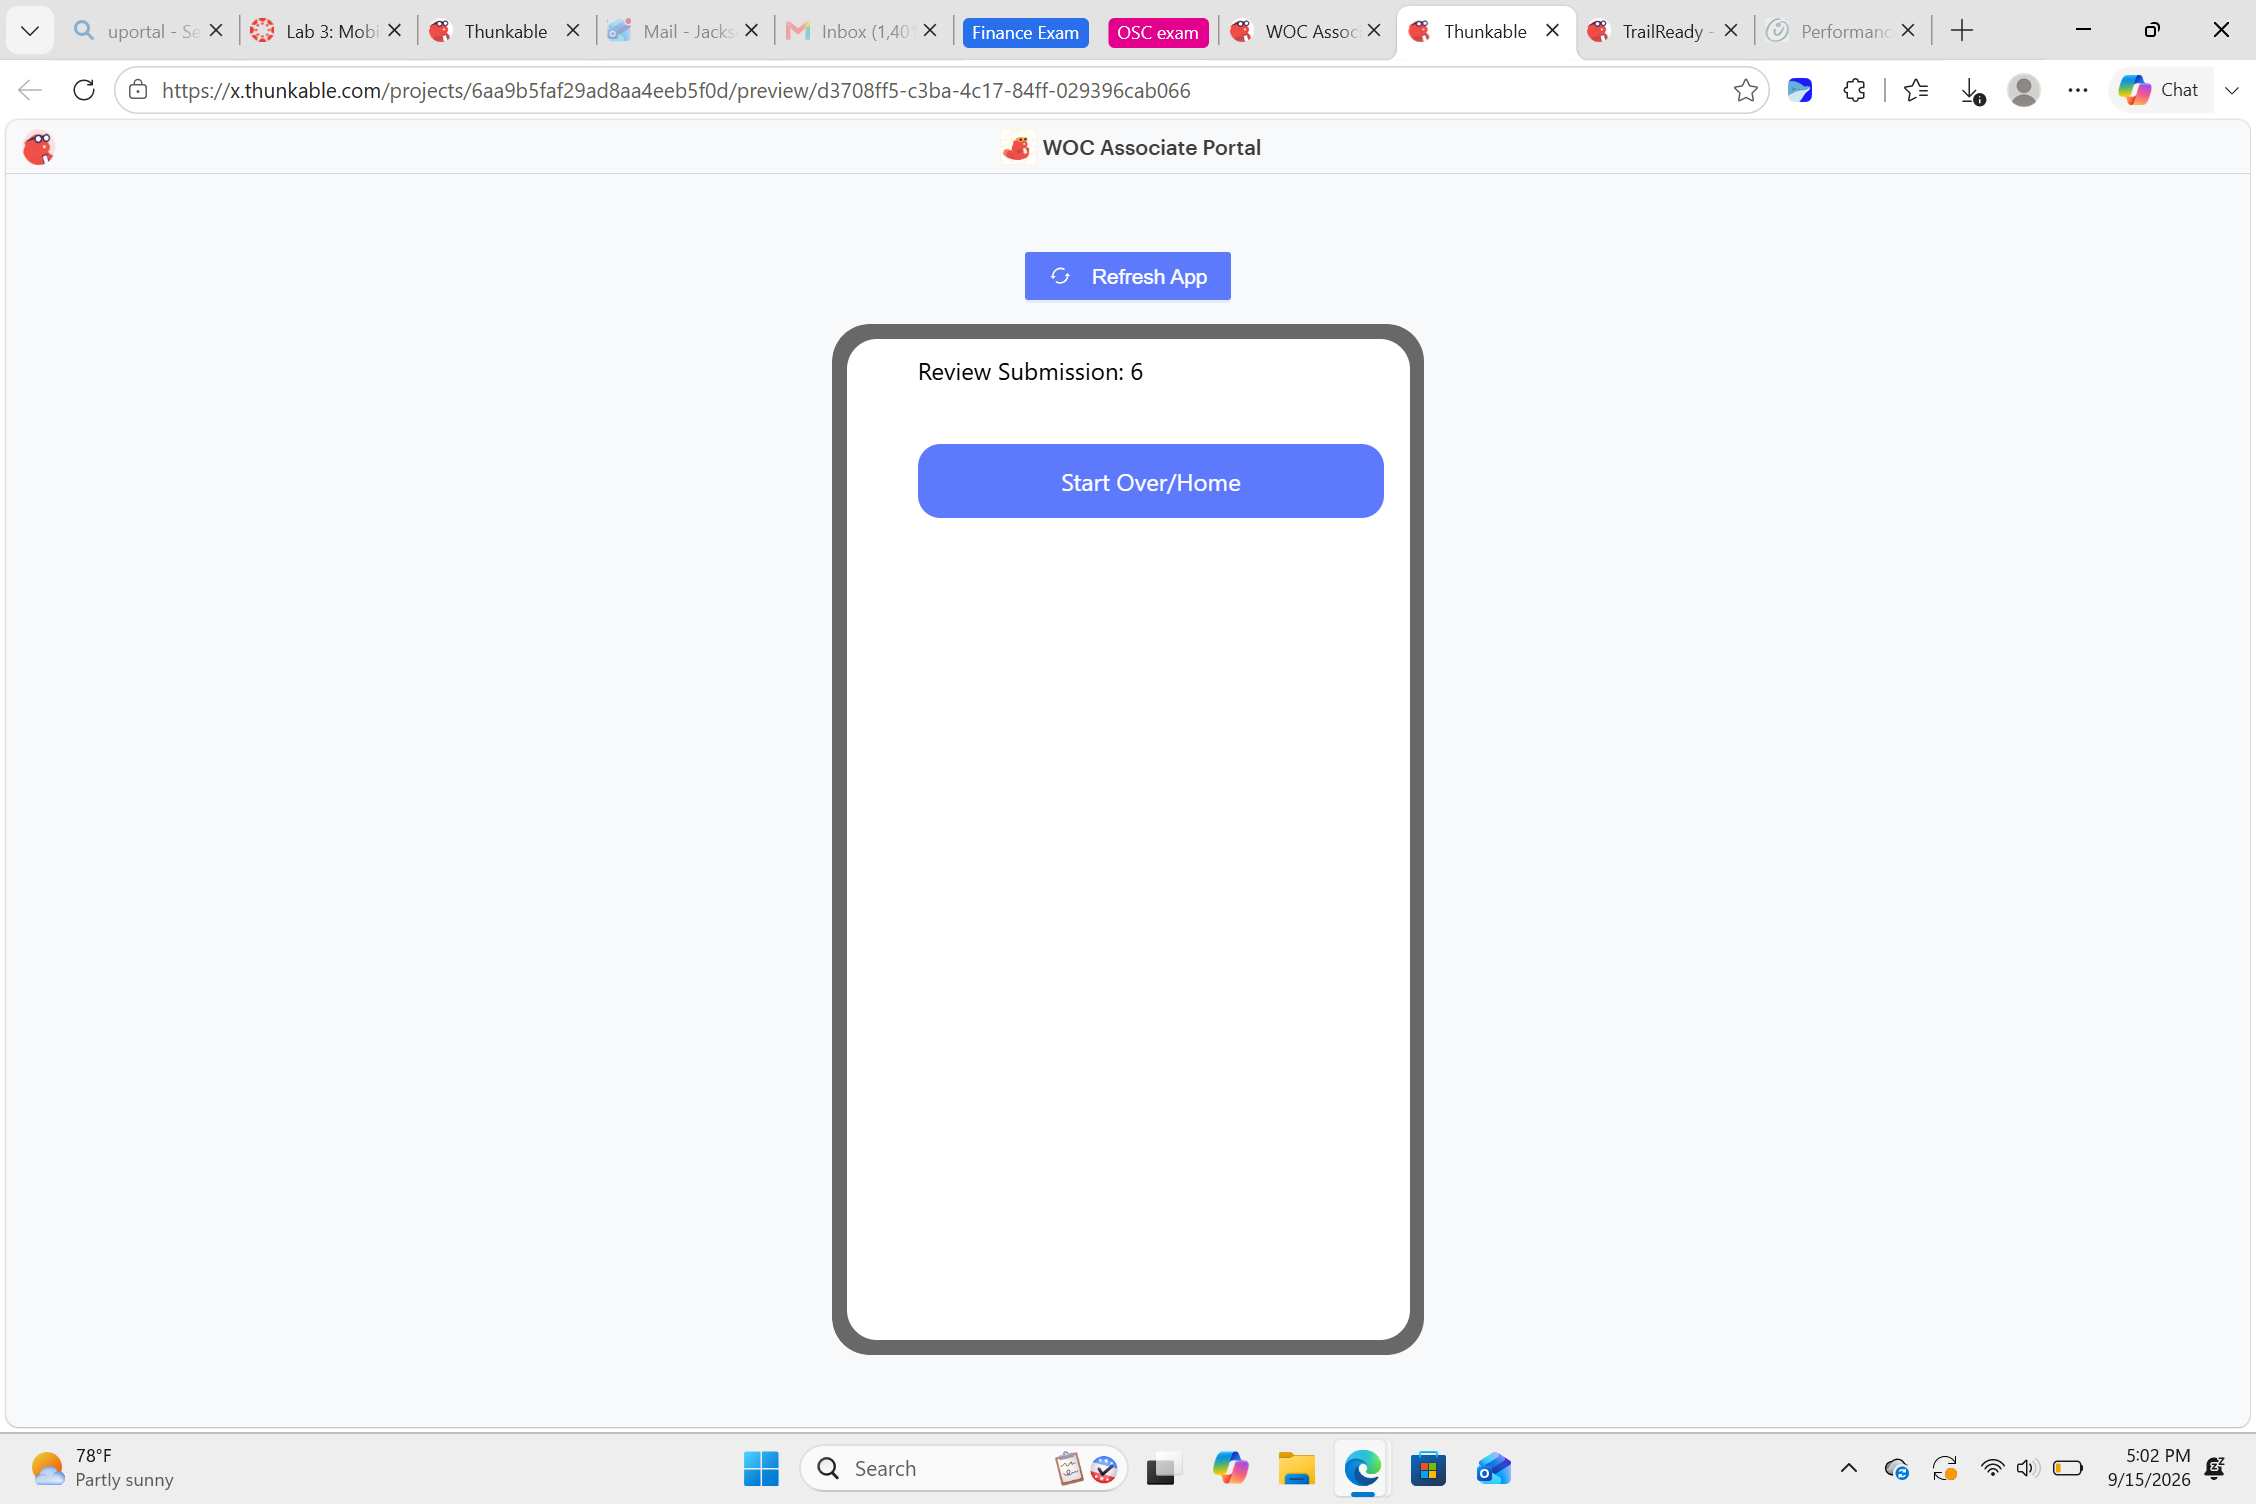 uportal - Se
Lab 3: Mobi
Thunkable
Mail - Jacks
Inbox (1,401
Finance Exam
OSC exam
WOC Assoc
Thunkable
TrailReady -
Performanc
https://x.thunkable.com/projects/6aa9b5faf29ad8aa4eeb5f0d/preview/d3708ff5-c3ba-4c17-84ff-029396cab066
Chat
WOC Associate Portal
Refresh App
Review Submission: 6
Start Over/Home
78°F
Partly sunny
Search
5:02 PM
9/15/2026